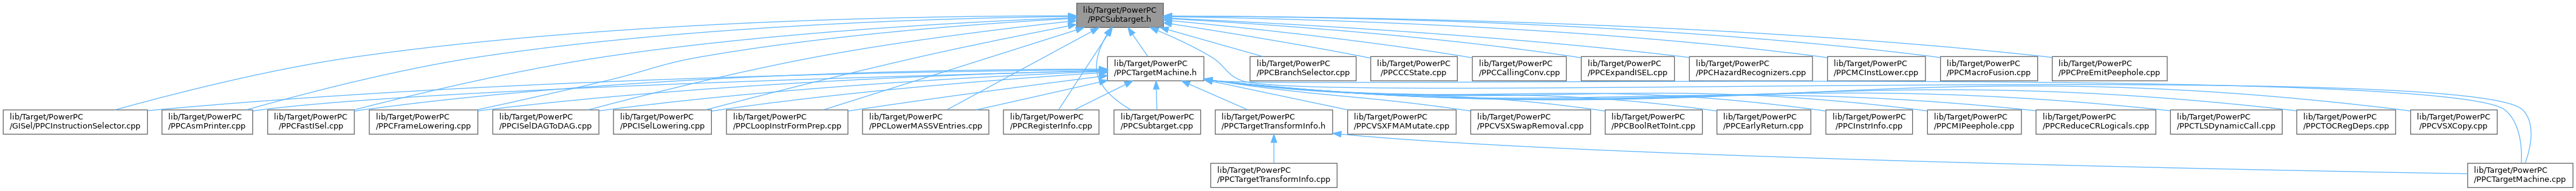 lib/Target/PowerPC
/PPCSubtarget.h
lib/Target/PowerPC
/PPCTargetMachine.h
lib/Target/PowerPC
/PPCBranchSelector.cpp
lib/Target/PowerPC
/PPCCCState.cpp
lib/Target/PowerPC
/PPCCallingConv.cpp
lib/Target/PowerPC
/PPCExpandISEL.cpp
lib/Target/PowerPC
/PPCHazardRecognizers.cpp
lib/Target/PowerPC
/PPCMCInstLower.cpp
lib/Target/PowerPC
/PPCMacroFusion.cpp
lib/Target/PowerPC
/PPCPreEmitPeephole.cpp
lib/Target/PowerPC
/GISel/PPCInstructionSelector.cpp
lib/Target/PowerPC
/PPCAsmPrinter.cpp
lib/Target/PowerPC
/PPCFastISel.cpp
lib/Target/PowerPC
/PPCFrameLowering.cpp
lib/Target/PowerPC
/PPCISelDAGToDAG.cpp
lib/Target/PowerPC
/PPCISelLowering.cpp
lib/Target/PowerPC
/PPCLoopInstrFormPrep.cpp
lib/Target/PowerPC
/PPCLowerMASSVEntries.cpp
lib/Target/PowerPC
/PPCRegisterInfo.cpp
lib/Target/PowerPC
/PPCSubtarget.cpp
lib/Target/PowerPC
/PPCTargetTransformInfo.h
lib/Target/PowerPC
/PPCVSXFMAMutate.cpp
lib/Target/PowerPC
/PPCVSXSwapRemoval.cpp
lib/Target/PowerPC
/PPCBoolRetToInt.cpp
lib/Target/PowerPC
/PPCEarlyReturn.cpp
lib/Target/PowerPC
/PPCInstrInfo.cpp
lib/Target/PowerPC
/PPCMIPeephole.cpp
lib/Target/PowerPC
/PPCReduceCRLogicals.cpp
lib/Target/PowerPC
/PPCTLSDynamicCall.cpp
lib/Target/PowerPC
/PPCTOCRegDeps.cpp
lib/Target/PowerPC
/PPCVSXCopy.cpp
lib/Target/PowerPC
/PPCTargetTransformInfo.cpp
lib/Target/PowerPC
/PPCTargetMachine.cpp